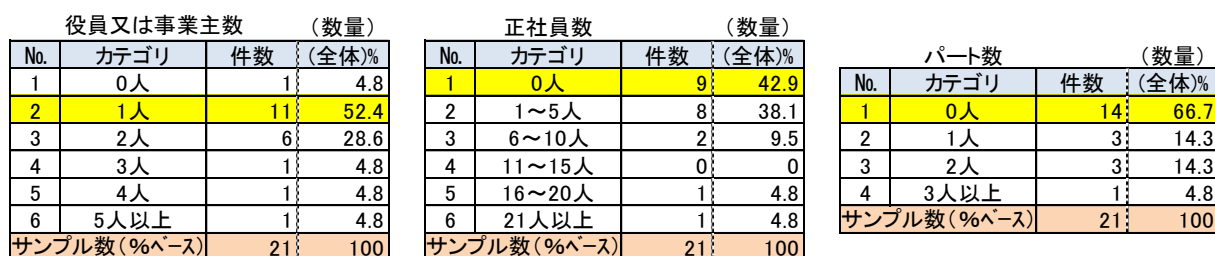 役員又は事業主数 (数量)
No. カテゴリ 件数 (全体)%
1 0人 1 4.8
2 1人 11 52.4
3 2人 6 28.6
4 3人 1 4.8
5 4人 1 4.8
6 5人以上 1 4.8
サンプル数(%ベース) 21 100
正社員数 (数量)
No. カテゴリ 件数 (全体)%
1 0人 9 42.9
2 1～5人 8 38.1
3 6～10人 2 9.5
4 11～15人 0 0
5 16～20人 1 4.8
6 21人以上 1 4.8
サンプル数(%ベース) 21 100
パート数 (数量)
No. カテゴリ 件数 (全体)%
1 0人 14 66.7
2 1人 3 14.3
3 2人 3 14.3
4 3人以上 1 4.8
サンプル数(%ベース) 21 100